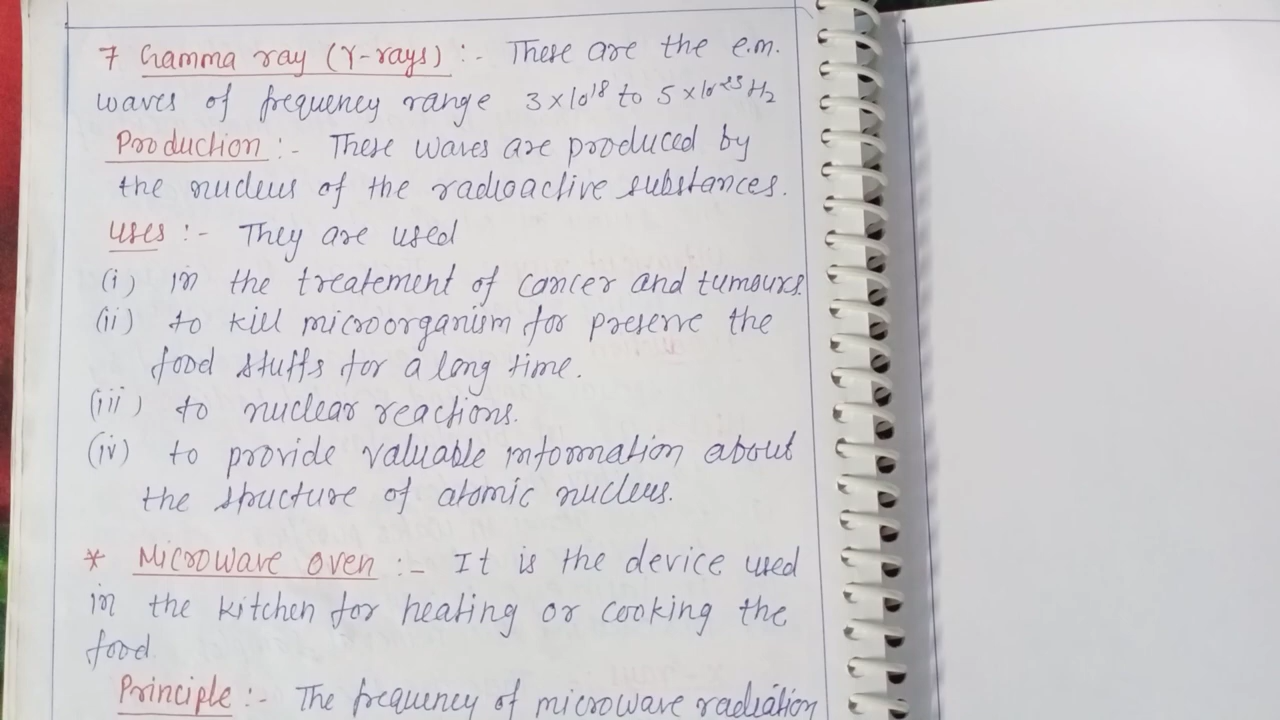 7 Gamma ray (γ-rays) :- These are the e.m.
waves of frequency range 3×10¹⁸ to 5×10²³ Hz
Production :- These waves are produced by
the nucleus of the radioactive substances.
Uses :- They are used
(i) in the treatement of cancer and tumours.
(ii) to kill microorganism for preserve the
food stuffs for a long time.
(iii) to nuclear reactions.
(iv) to provide valuable information about
the structure of atomic nucleus.
* Microwave oven :- It is the device used
in the kitchen for heating or cooking the
food.
Principle :- The frequency of microwave radiation